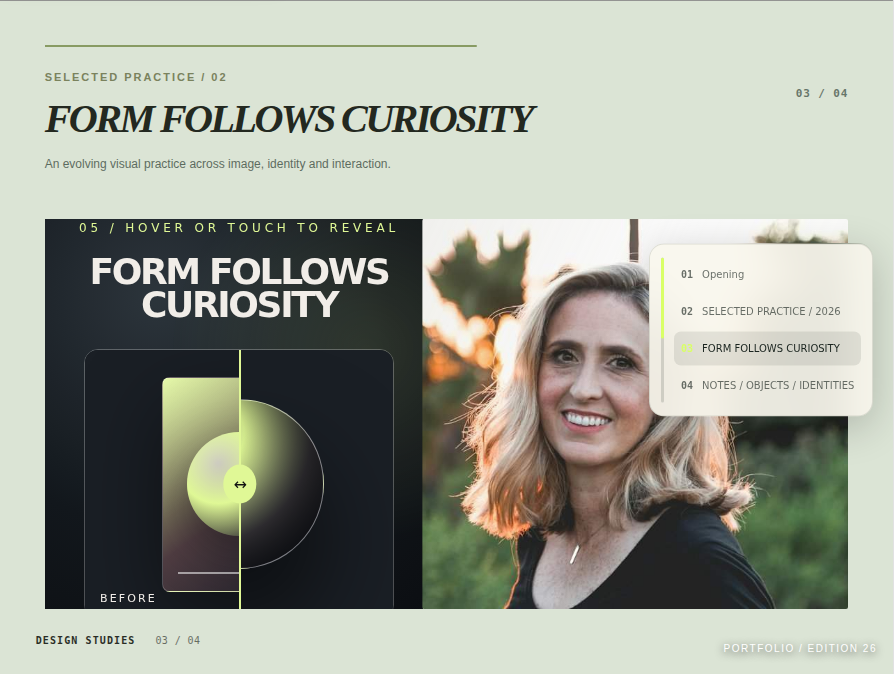 SELECTED PRACTICE / 02
03 / 04
FORM FOLLOWS CURIOSITY
An evolving visual practice across image, identity and interaction.
05 / HOVER OR TOUCH TO REVEAL
FORM FOLLOWS
CURIOSITY
↔
BEFORE
01 Opening
02 SELECTED PRACTICE / 2026
03 FORM FOLLOWS CURIOSITY
04 NOTES / OBJECTS / IDENTITIES
DESIGN STUDIES 03 / 04
PORTFOLIO / EDITION 26